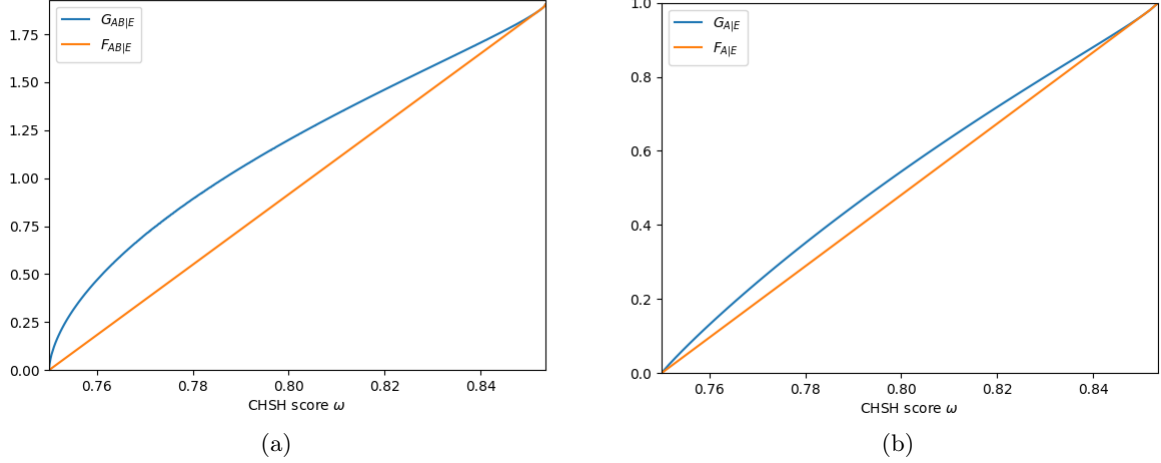 G_{AB|E}
F_{AB|E}
1.75
1.50
1.25
1.00
0.75
0.50
0.25
0.00
0.76 0.78 0.80 0.82 0.84
CHSH score ω
(a)
G_{A|E}
F_{A|E}
1.0
0.8
0.6
0.4
0.2
0.0
0.76 0.78 0.80 0.82 0.84
CHSH score ω
(b)